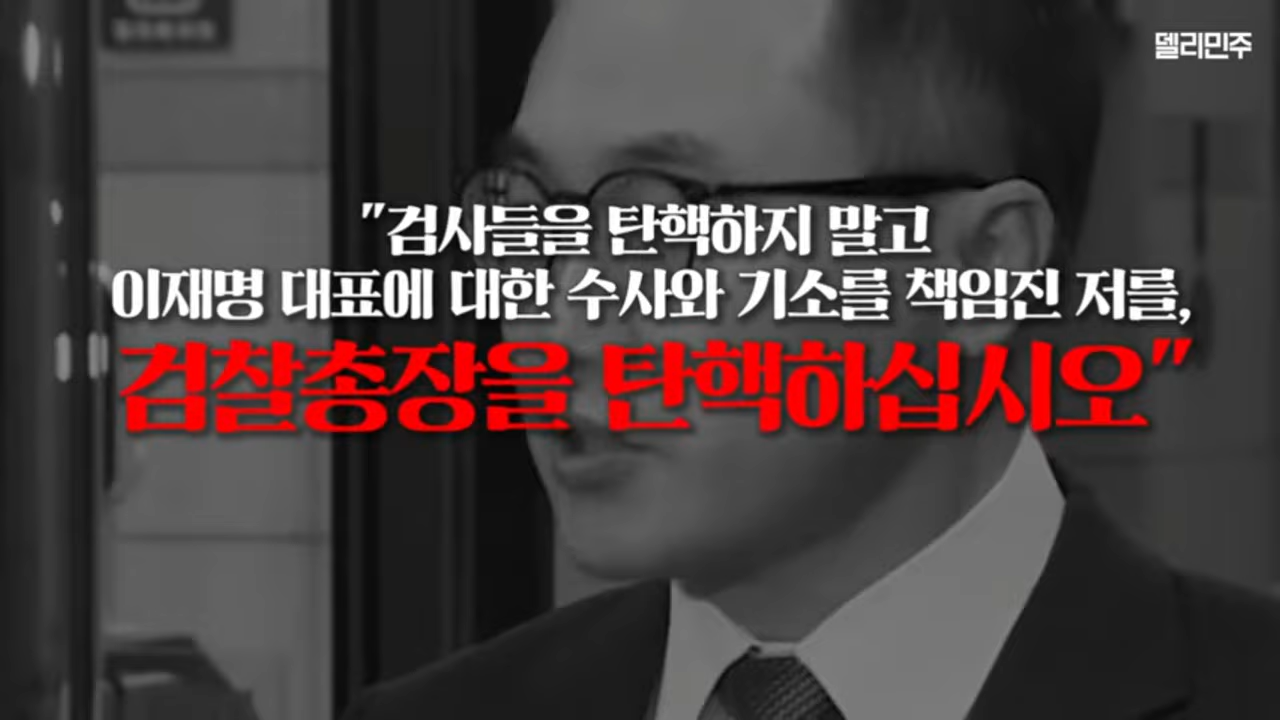 델리민주
"검사들을 탄핵하지 말고
이재명 대표에 대한 수사와 기소를 책임진 저를,
검찰총장을 탄핵하십시오"